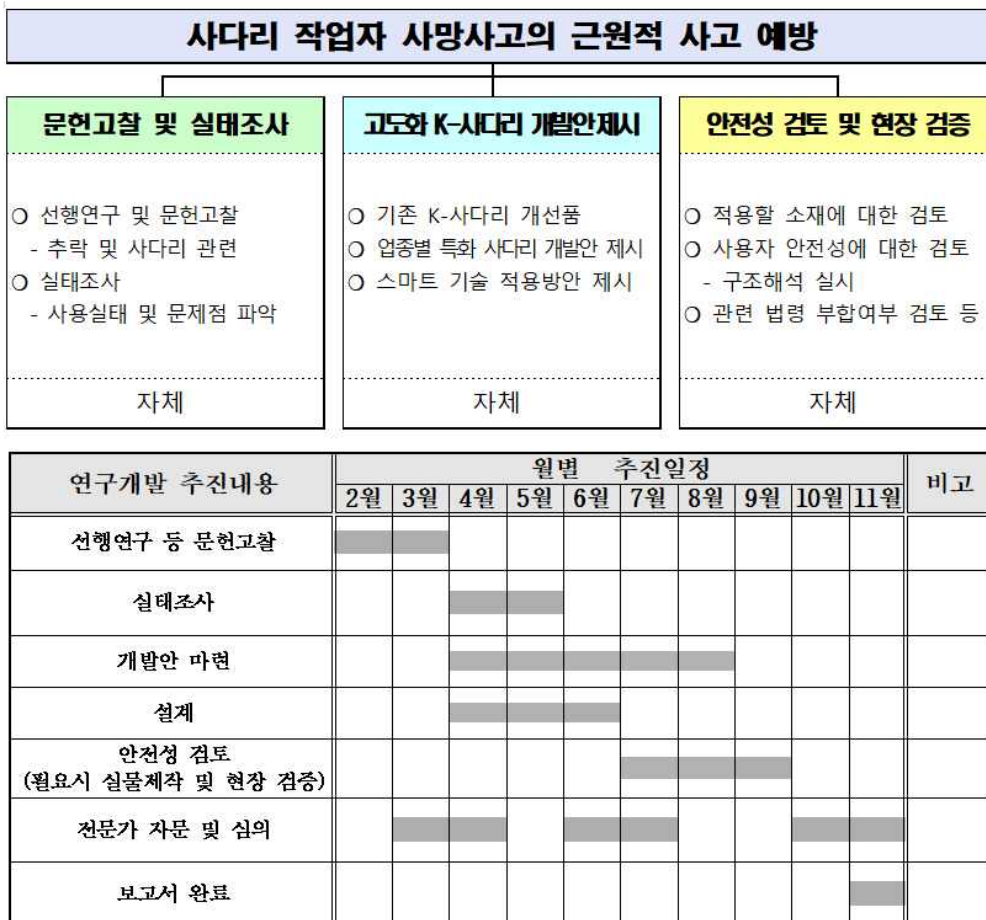 사다리 작업자 사망사고의 근원적 사고 예방
문헌고찰 및 실태조사
❍ 선행연구 및 문헌고찰
- 추락 및 사다리 관련
❍ 실태조사
- 사용실태 및 문제점 파악
자체
고도화 K-사다리 개발안제시
❍ 기존 K-사다리 개선품
❍ 업종별 특화 사다리 개발안 제시
❍ 스마트 기술 적용방안 제시
자체
안전성 검토 및 현장 검증
❍ 적용할 소재에 대한 검토
❍ 사용자 안전성에 대한 검토
- 구조해석 실시
❍ 관련 법령 부합여부 검토 등
자체
연구개발 추진내용
월별 추진일정
비고
2월 3월 4월 5월 6월 7월 8월 9월 10월 11월
선행연구 등 문헌고찰
실태조사
개발안 마련
설계
안전성 검토
(필요시 실물제작 및 현장 검증)
전문가 자문 및 심의
보고서 완료